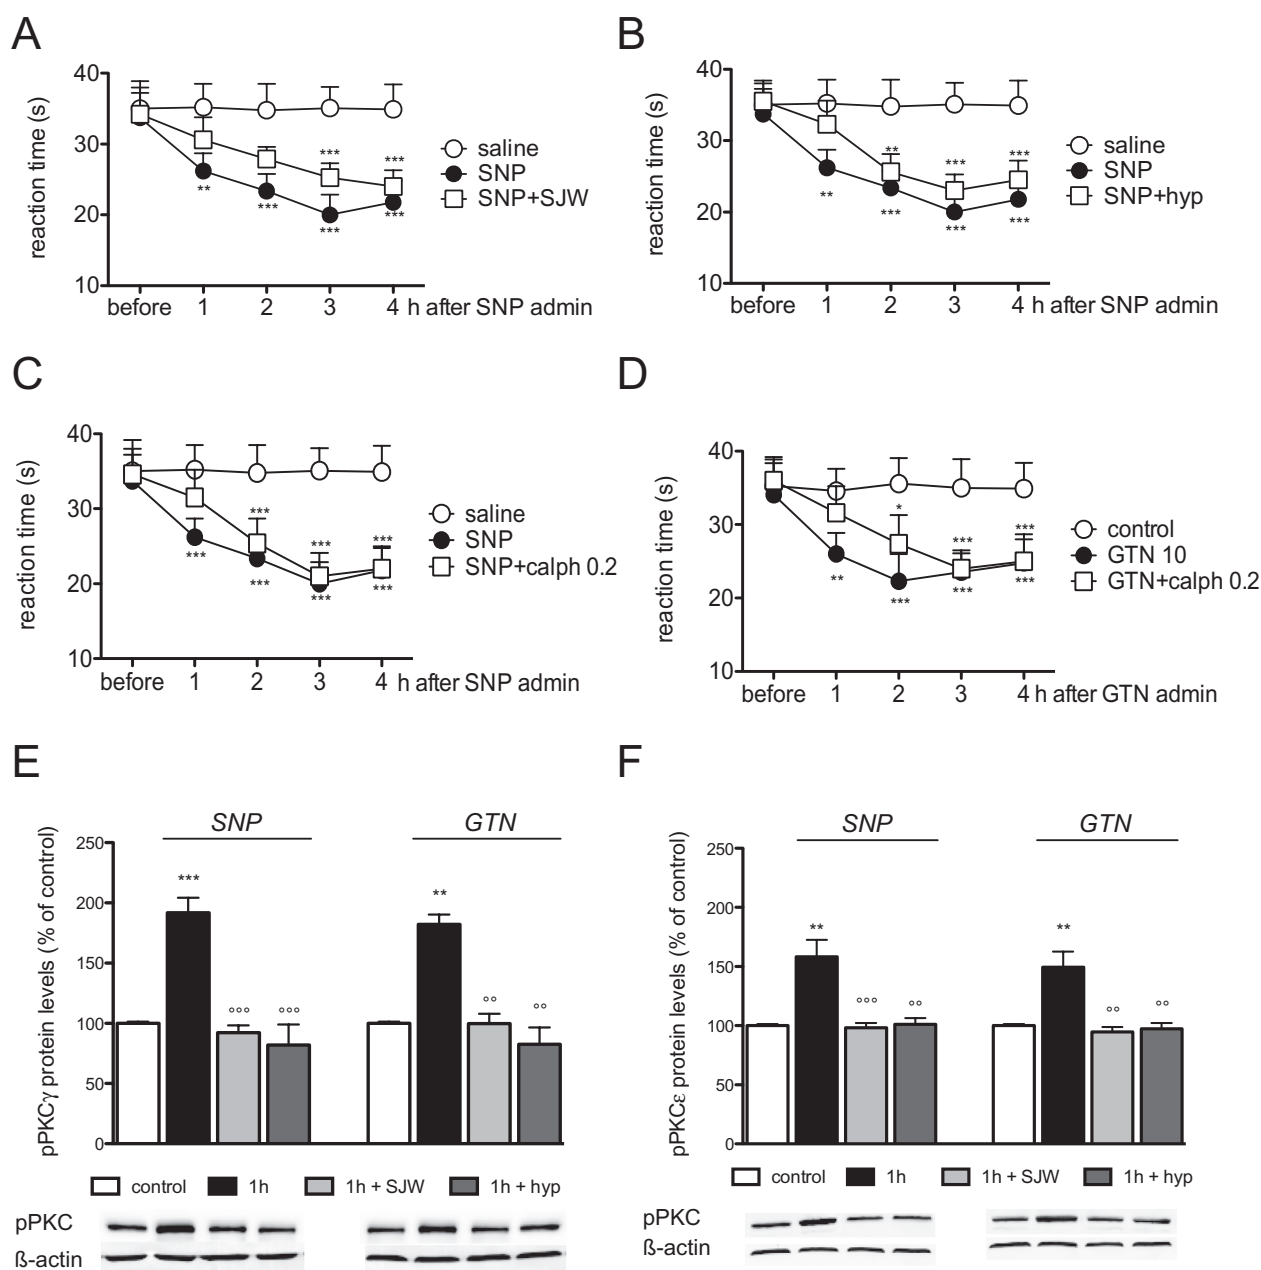 A
40
30
20
10
reaction time (s)
** *** *** *** *** ***
before 1 2 3 4 h after SNP admin
saline
SNP
SNP+SJW
B
40
30
20
10
reaction time (s)
** ** *** *** *** *** ***
before 1 2 3 4 h after SNP admin
saline
SNP
SNP+hyp
C
40
30
20
10
reaction time (s)
*** *** *** *** *** *** ***
before 1 2 3 4 h after SNP admin
saline
SNP
SNP+calph 0.2
D
40
30
20
10
reaction time (s)
** * *** *** *** *** ***
before 1 2 3 4 h after GTN admin
control
GTN 10
GTN+calph 0.2
E
SNP GTN
250
200
150
100
50
0
pPKCγ protein levels (% of control)
*** °°° °°° ** °° °°
control 1h 1h + SJW 1h + hyp
pPKC
ß-actin
F
SNP GTN
250
200
150
100
50
0
pPKCε protein levels (% of control)
** °°° °° ** °° °°
control 1h 1h + SJW 1h + hyp
pPKC
ß-actin